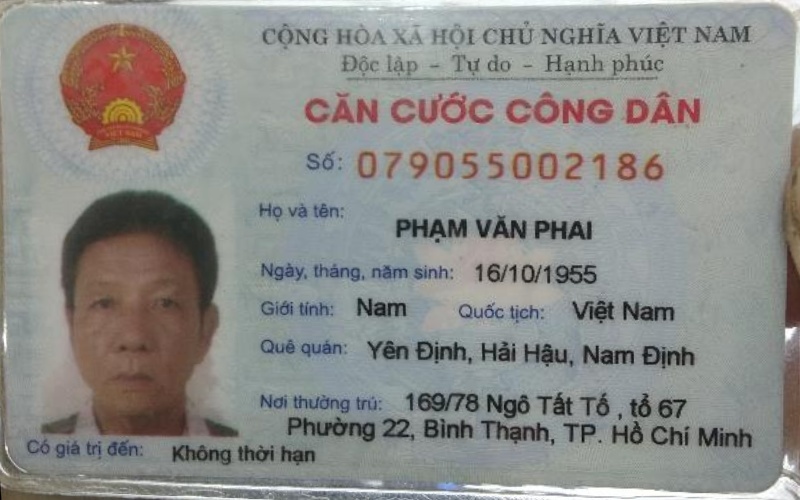 CỘNG HÒA XÃ HỘI CHỦ NGHĨA VIỆT NAM
Độc lập - Tự do - Hạnh phúc
CĂN CƯỚC CÔNG DÂN
Số: 079055002186
Họ và tên:
PHẠM VĂN PHAI
Ngày, tháng, năm sinh: 16/10/1955
Giới tính: Nam Quốc tịch: Việt Nam
Quê quán: Yên Định, Hải Hậu, Nam Định
Nơi thường trú: 169/78 Ngô Tất Tố , tổ 67
Phường 22, Bình Thạnh, TP. Hồ Chí Minh
Có giá trị đến: Không thời hạn